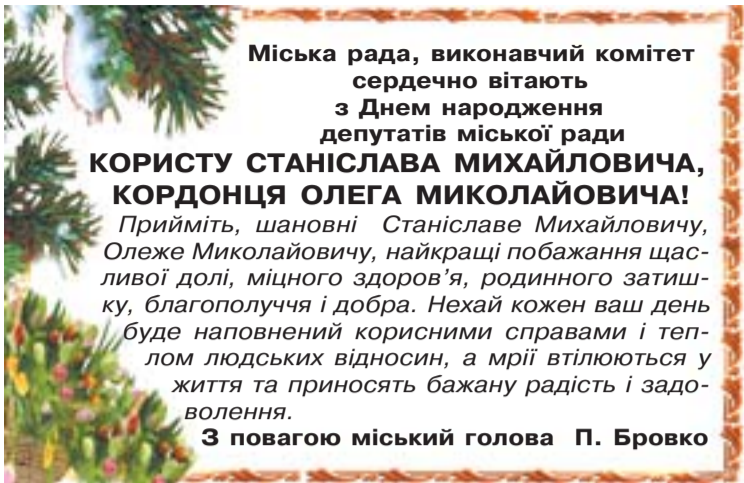 Міська рада, виконавчий комітет
сердечно вітають
з Днем народження
депутатів міської ради
КОРИСТУ СТАНІСЛАВА МИХАЙЛОВИЧА,
КОРДОНЦЯ ОЛЕГА МИКОЛАЙОВИЧА!
Прийміть, шановні Станіславе Михайловичу,
Олеже Миколайовичу, найкращі побажання щас-
ливої долі, міцного здоров’я, родинного затиш-
ку, благополуччя і добра. Нехай кожен ваш день
буде наповнений корисними справами і теп-
лом людських відносин, а мрії втілюються у
життя та приносять бажану радість і задо-
волення.
З повагою міський голова П. Бровко